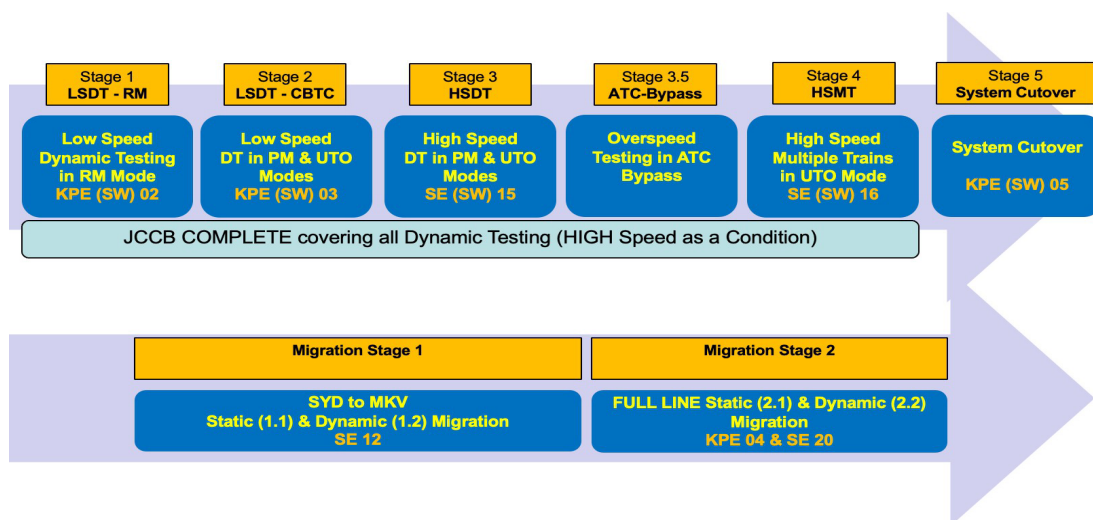 Stage 1
LSDT - RM
Stage 2
LSDT - CBTC
Stage 3
HSDT
Stage 3.5
ATC-Bypass
Stage 4
HSMT
Stage 5
System Cutover
Low Speed
Dynamic Testing
in RM Mode
KPE (SW) 02
Low Speed
DT in PM & UTO
Modes
KPE (SW) 03
High Speed
DT in PM & UTO
Modes
SE (SW) 15
Overspeed
Testing in ATC
Bypass
High Speed
Multiple Trains
in UTO Mode
SE (SW) 16
System Cutover
KPE (SW) 05
JCCB COMPLETE covering all Dynamic Testing (HIGH Speed as a Condition)
Migration Stage 1
Migration Stage 2
SYD to MKV
Static (1.1) & Dynamic (1.2) Migration
SE 12
FULL LINE Static (2.1) & Dynamic (2.2)
Migration
KPE 04 & SE 20